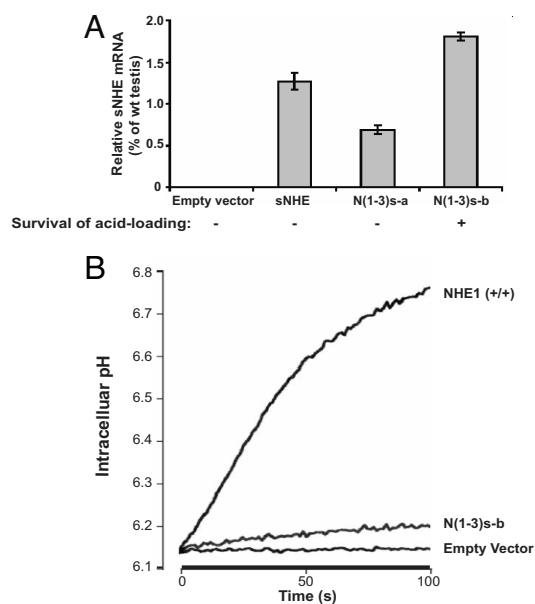 A
Relative sNHE mRNA
(% of wt testis)
2.0
1.5
1.0
0.5
0
Empty vector sNHE N(1-3)s-a N(1-3)s-b
Survival of acid-loading: - - - +
B
Intracelluar pH
6.8
6.7
6.6
6.5
6.4
6.3
6.2
6.1
NHE1 (+/+)
N(1-3)s-b
Empty Vector
0 50 100
Time (s)